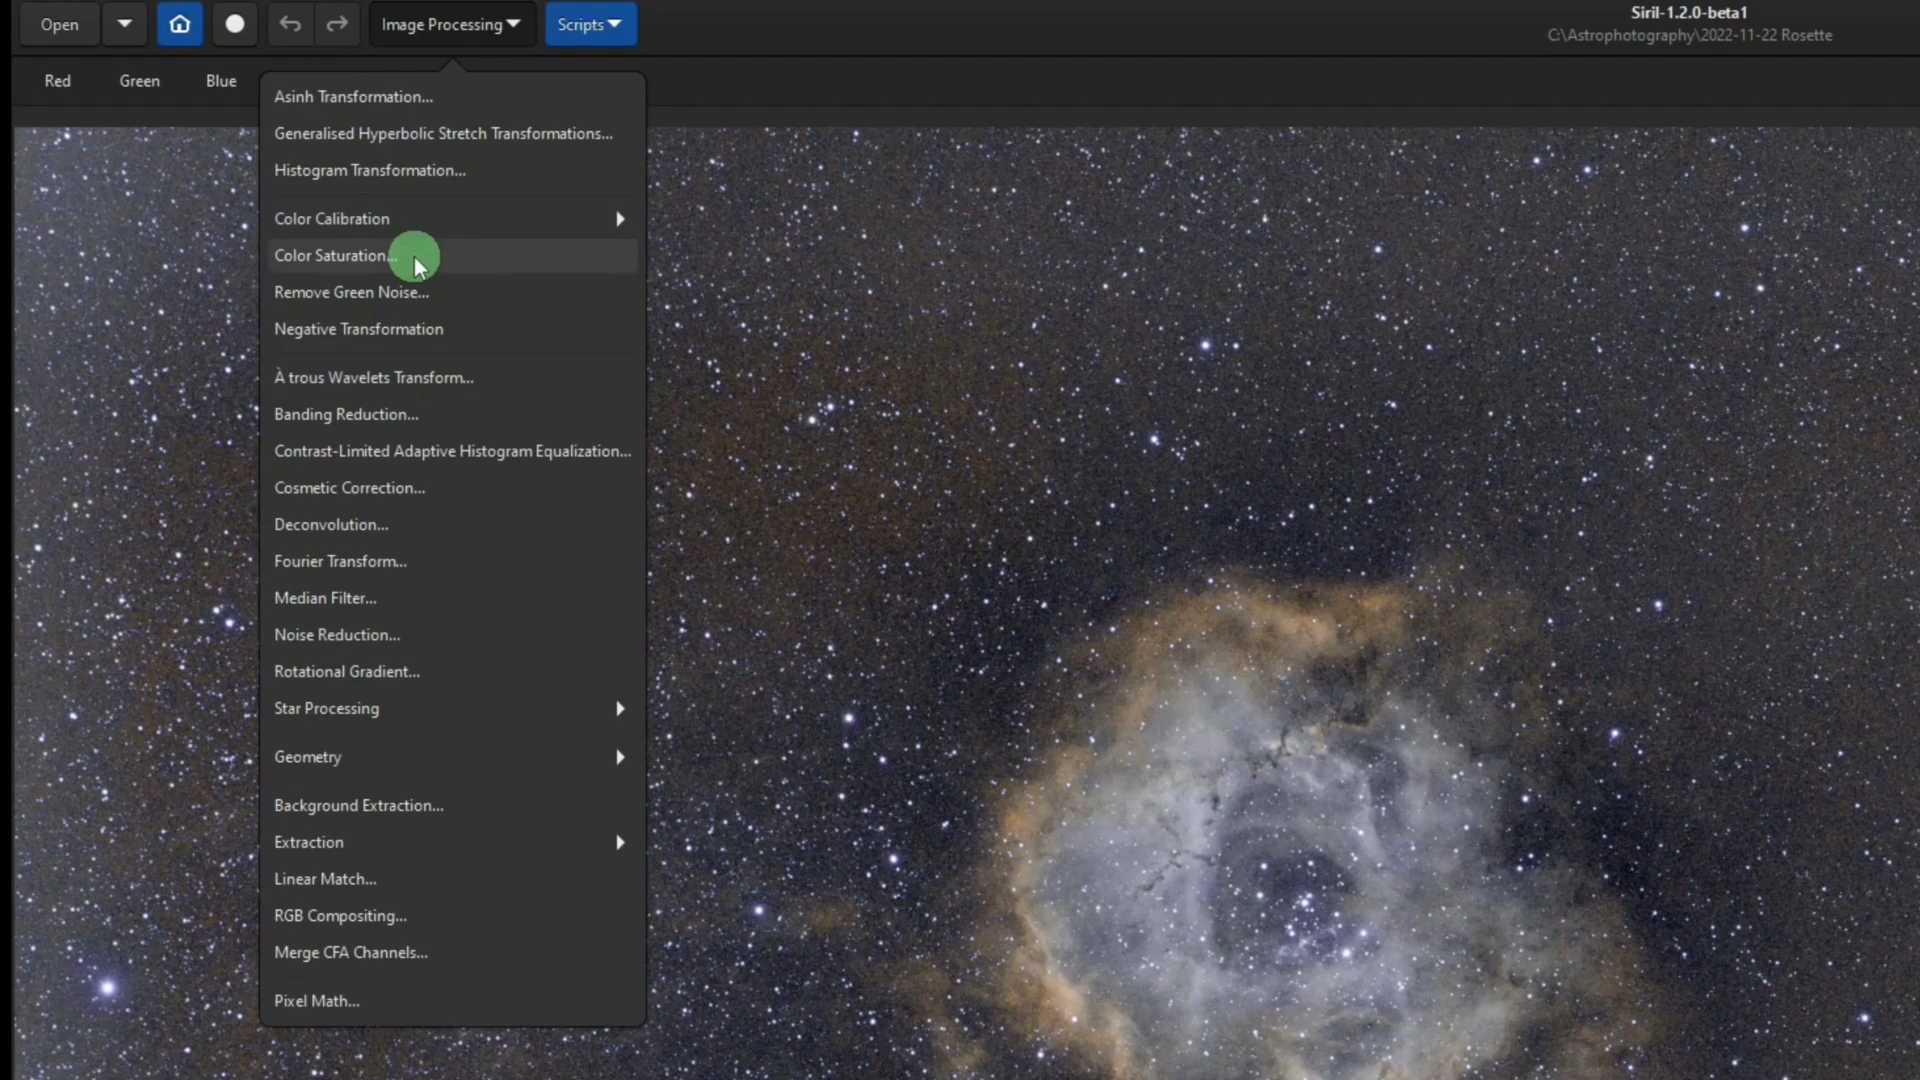 Open
Image Processing
Scripts
Siril-1.2.0-beta1
C:\Astrophotography\2022-11-22 Rosette
Red
Green
Blue
Asinh Transformation...
Generalised Hyperbolic Stretch Transformations...
Histogram Transformation...
Color Calibration
Color Saturation...
Remove Green Noise...
Negative Transformation
À trous Wavelets Transform...
Banding Reduction...
Contrast-Limited Adaptive Histogram Equalization...
Cosmetic Correction...
Deconvolution...
Fourier Transform...
Median Filter...
Noise Reduction...
Rotational Gradient...
Star Processing
Geometry
Background Extraction...
Extraction
Linear Match...
RGB Compositing...
Merge CFA Channels...
Pixel Math...